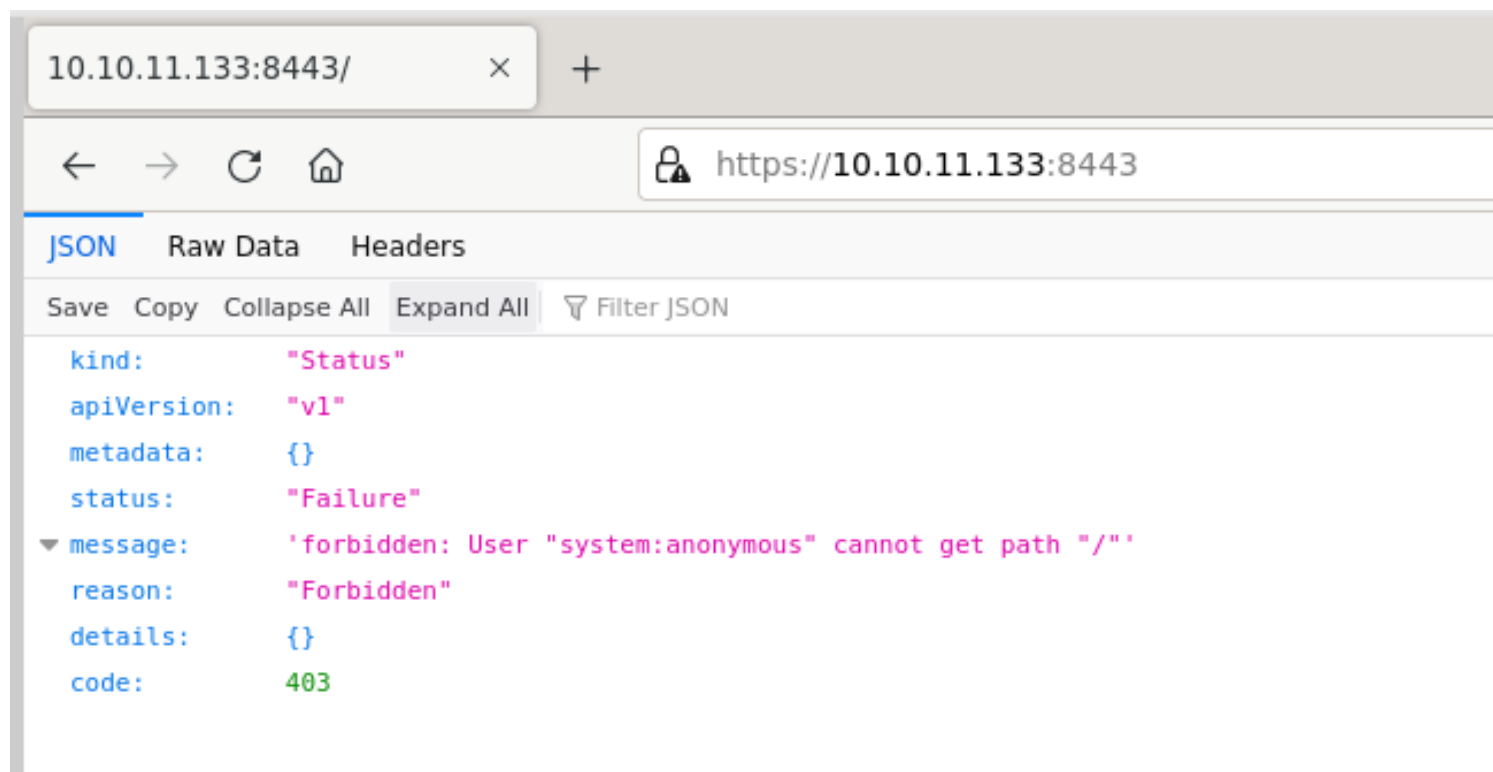 10.10.11.133:8443/
https://10.10.11.133:8443
JSON Raw Data Headers
Save Copy Collapse All Expand All Filter JSON
kind: "Status"
apiVersion: "v1"
metadata: {}
status: "Failure"
message: 'forbidden: User "system:anonymous" cannot get path "/"'
reason: "Forbidden"
details: {}
code: 403